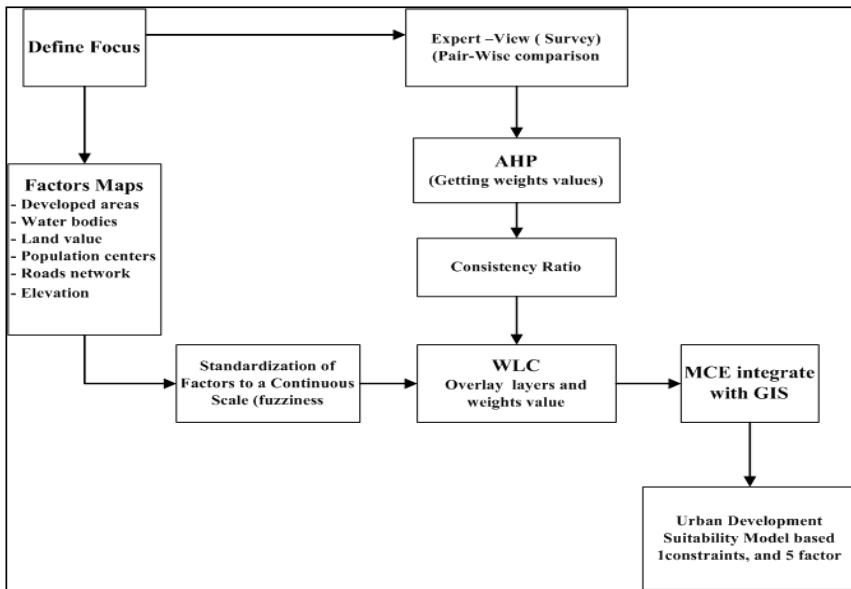 Define Focus
Expert –View ( Survey)
(Pair-Wise comparison
AHP
(Getting weights values)
Factors Maps
- Developed areas
- Water bodies
- Land value
- Population centers
- Roads network
- Elevation
Consistency Ratio
Standardization of
Factors to a Continuous
Scale (fuzziness
WLC
Overlay layers and
weights value
MCE integrate
with GIS
Urban Development
Suitability Model based
1constraints, and 5 factor